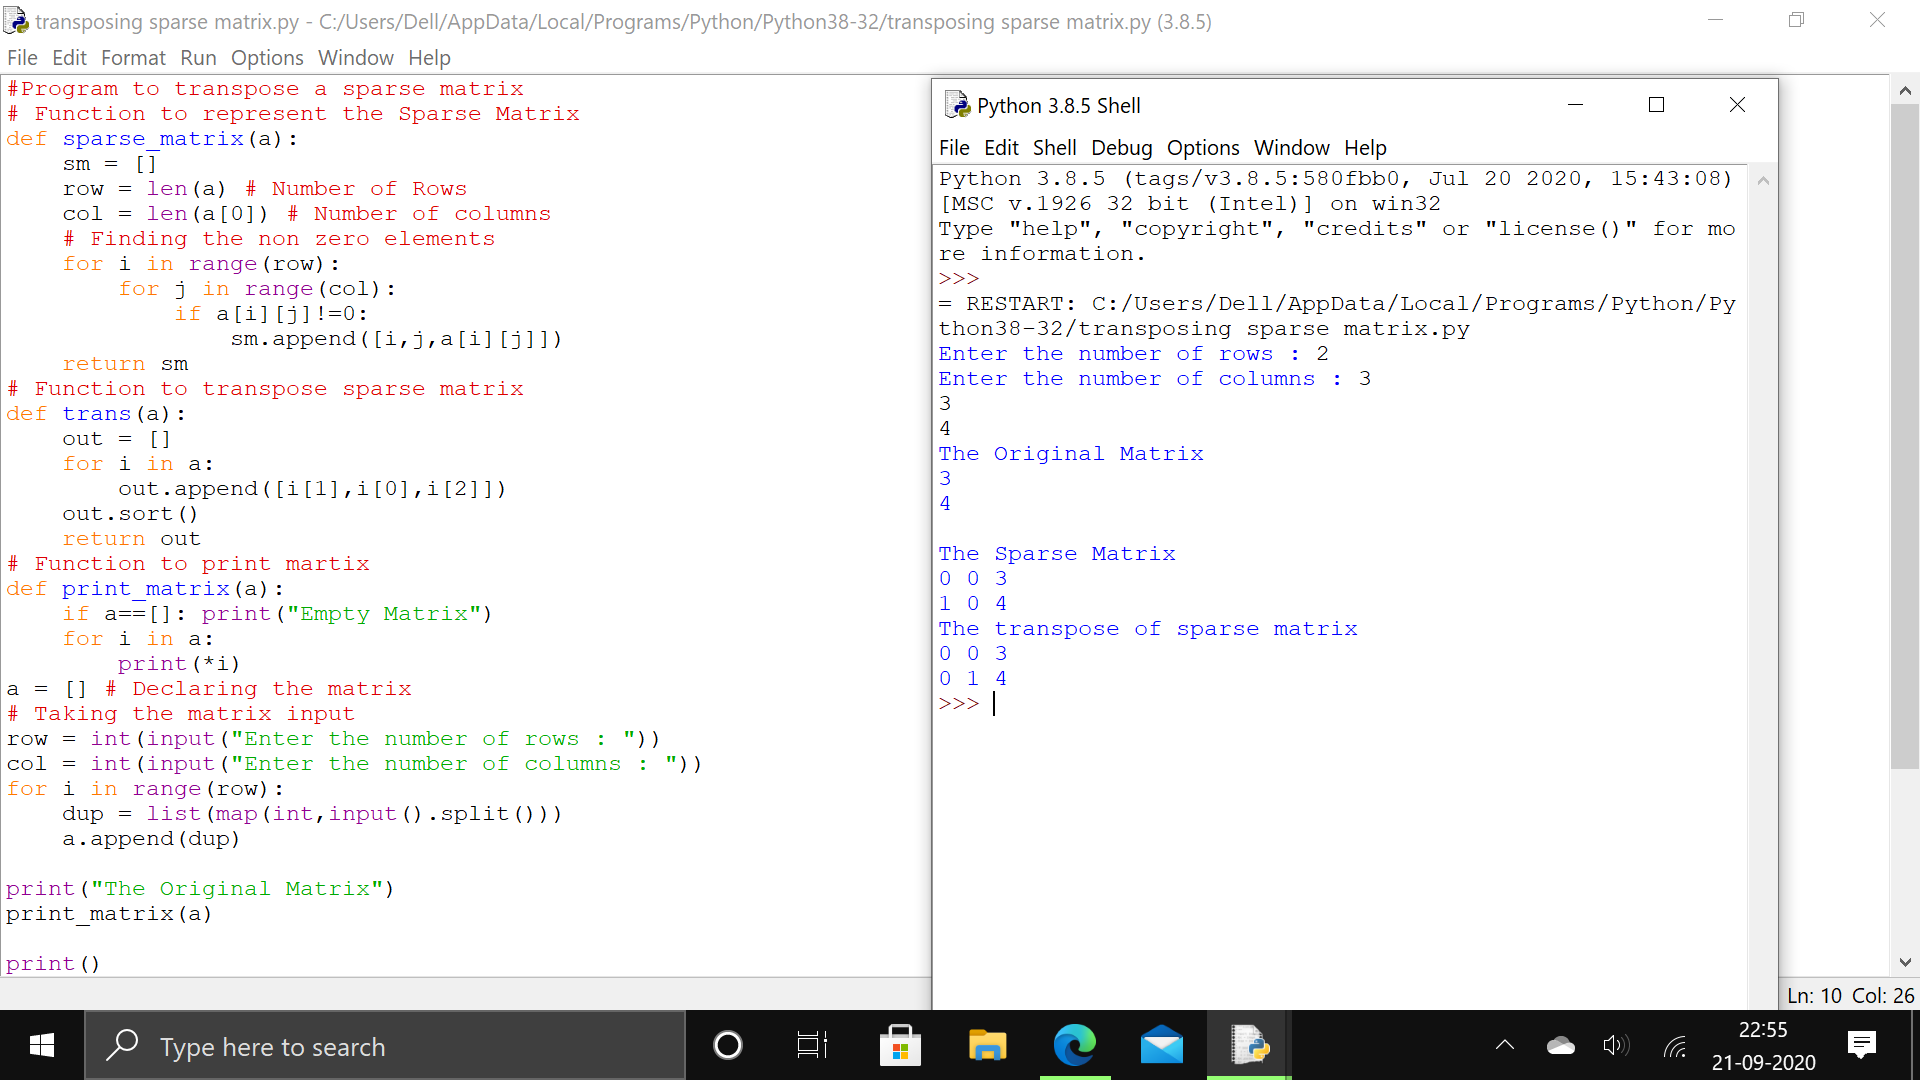 transposing sparse matrix.py - C:/Users/Dell/AppData/Local/Programs/Python/Python38-32/transposing sparse matrix.py (3.8.5)
File Edit Format Run Options Window Help
#Program to transpose a sparse matrix
# Function to represent the Sparse Matrix
def sparse_matrix(a):
    sm = []
    row = len(a) # Number of Rows
    col = len(a[0]) # Number of columns
    # Finding the non zero elements
    for i in range(row):
        for j in range(col):
            if a[i][j]!=0:
                sm.append([i,j,a[i][j]])
    return sm
# Function to transpose sparse matrix
def trans(a):
    out = []
    for i in a:
        out.append([i[1],i[0],i[2]])
    out.sort()
    return out
# Function to print martix
def print_matrix(a):
    if a==[]: print("Empty Matrix")
    for i in a:
        print(*i)
a = [] # Declaring the matrix
# Taking the matrix input
row = int(input("Enter the number of rows : "))
col = int(input("Enter the number of columns : "))
for i in range(row):
    dup = list(map(int,input().split()))
    a.append(dup)
print("The Original Matrix")
print_matrix(a)
print()
Python 3.8.5 Shell
File Edit Shell Debug Options Window Help
Python 3.8.5 (tags/v3.8.5:580fbb0, Jul 20 2020, 15:43:08)
[MSC v.1926 32 bit (Intel)] on win32
Type "help", "copyright", "credits" or "license()" for mo
re information.
>>>
= RESTART: C:/Users/Dell/AppData/Local/Programs/Python/Py
thon38-32/transposing sparse matrix.py
Enter the number of rows : 2
Enter the number of columns : 3
3
4
The Original Matrix
3
4
The Sparse Matrix
0 0 3
1 0 4
The transpose of sparse matrix
0 0 3
0 1 4
>>>
Ln: 10 Col: 26
Type here to search
22:55
21-09-2020